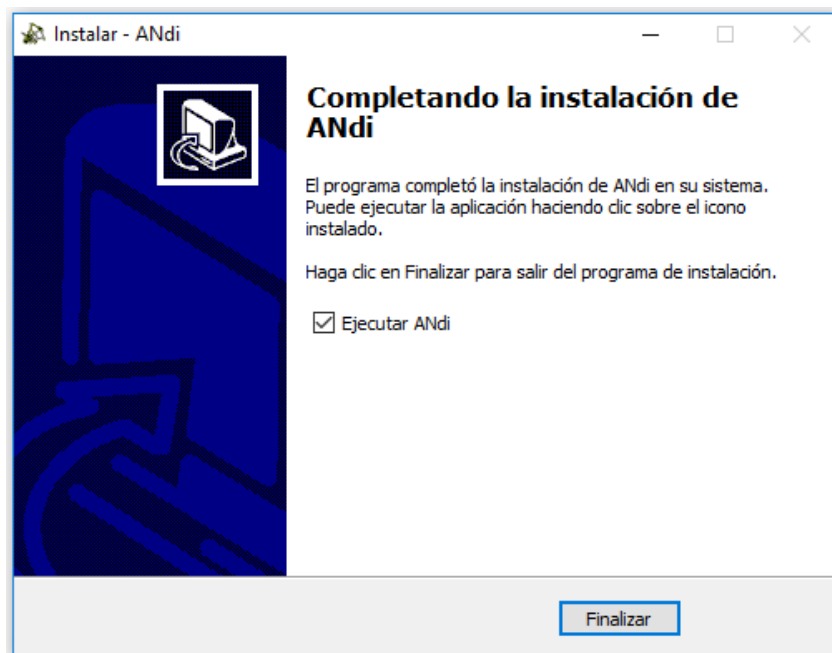 Instalar - ANdi
Completando la instalación de
ANdi
El programa completó la instalación de ANdi en su sistema.
Puede ejecutar la aplicación haciendo clic sobre el icono
instalado.
Haga clic en Finalizar para salir del programa de instalación.
Ejecutar ANdi
Finalizar